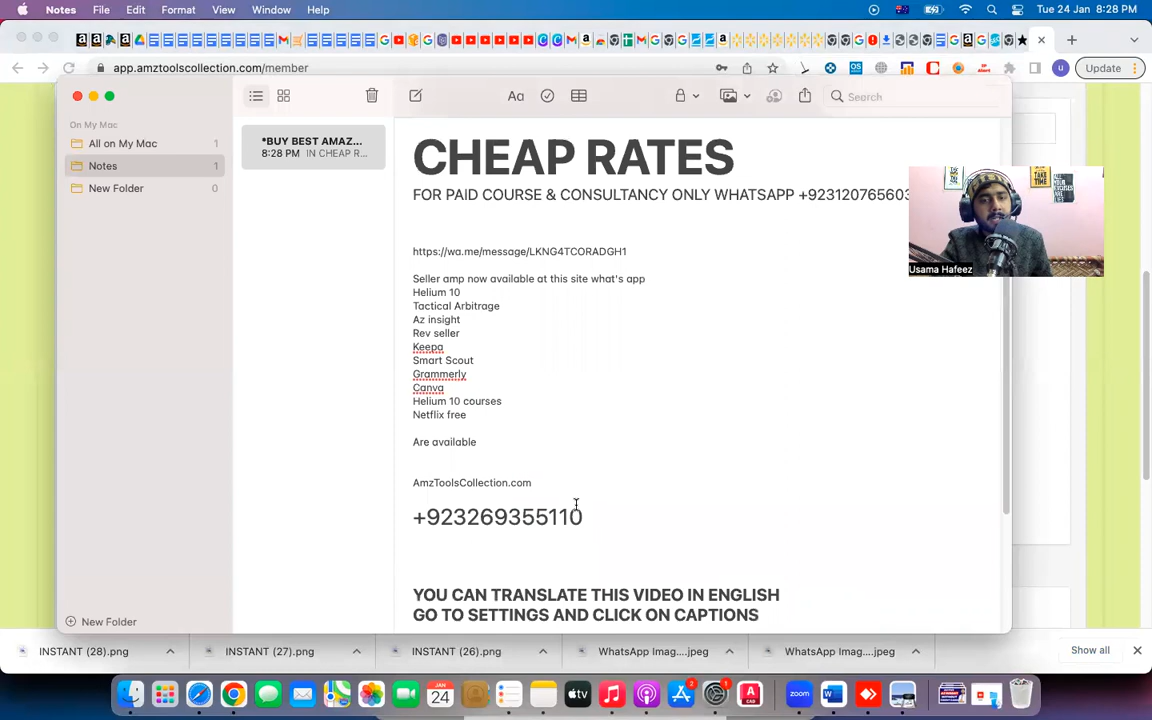 Notes File Edit Format View Window Help
Tue 24 Jan 8:28 PM
app.amztoolscollection.com/member
Update
Search
On My Mac
All on My Mac 1
Notes 1
New Folder 0
*BUY BEST AMAZ...
8:28 PM IN CHEAP R...
CHEAP RATES
FOR PAID COURSE & CONSULTANCY ONLY WHATSAPP +92312076560
https://wa.me/message/LKNG4TCORADGH1
Seller amp now available at this site what's app
Helium 10
Tactical Arbitrage
Az insight
Rev seller
Keepa
Smart Scout
Grammerly
Canva
Helium 10 courses
Netflix free
Are available
AmzToolsCollection.com
+923269355110
YOU CAN TRANSLATE THIS VIDEO IN ENGLISH
GO TO SETTINGS AND CLICK ON CAPTIONS
Usama Hafeez
New Folder
INSTANT (28).png
INSTANT (27).png
INSTANT (26).png
WhatsApp Imag....jpeg
WhatsApp Imag....jpeg
Show all
JAN
24
zoom